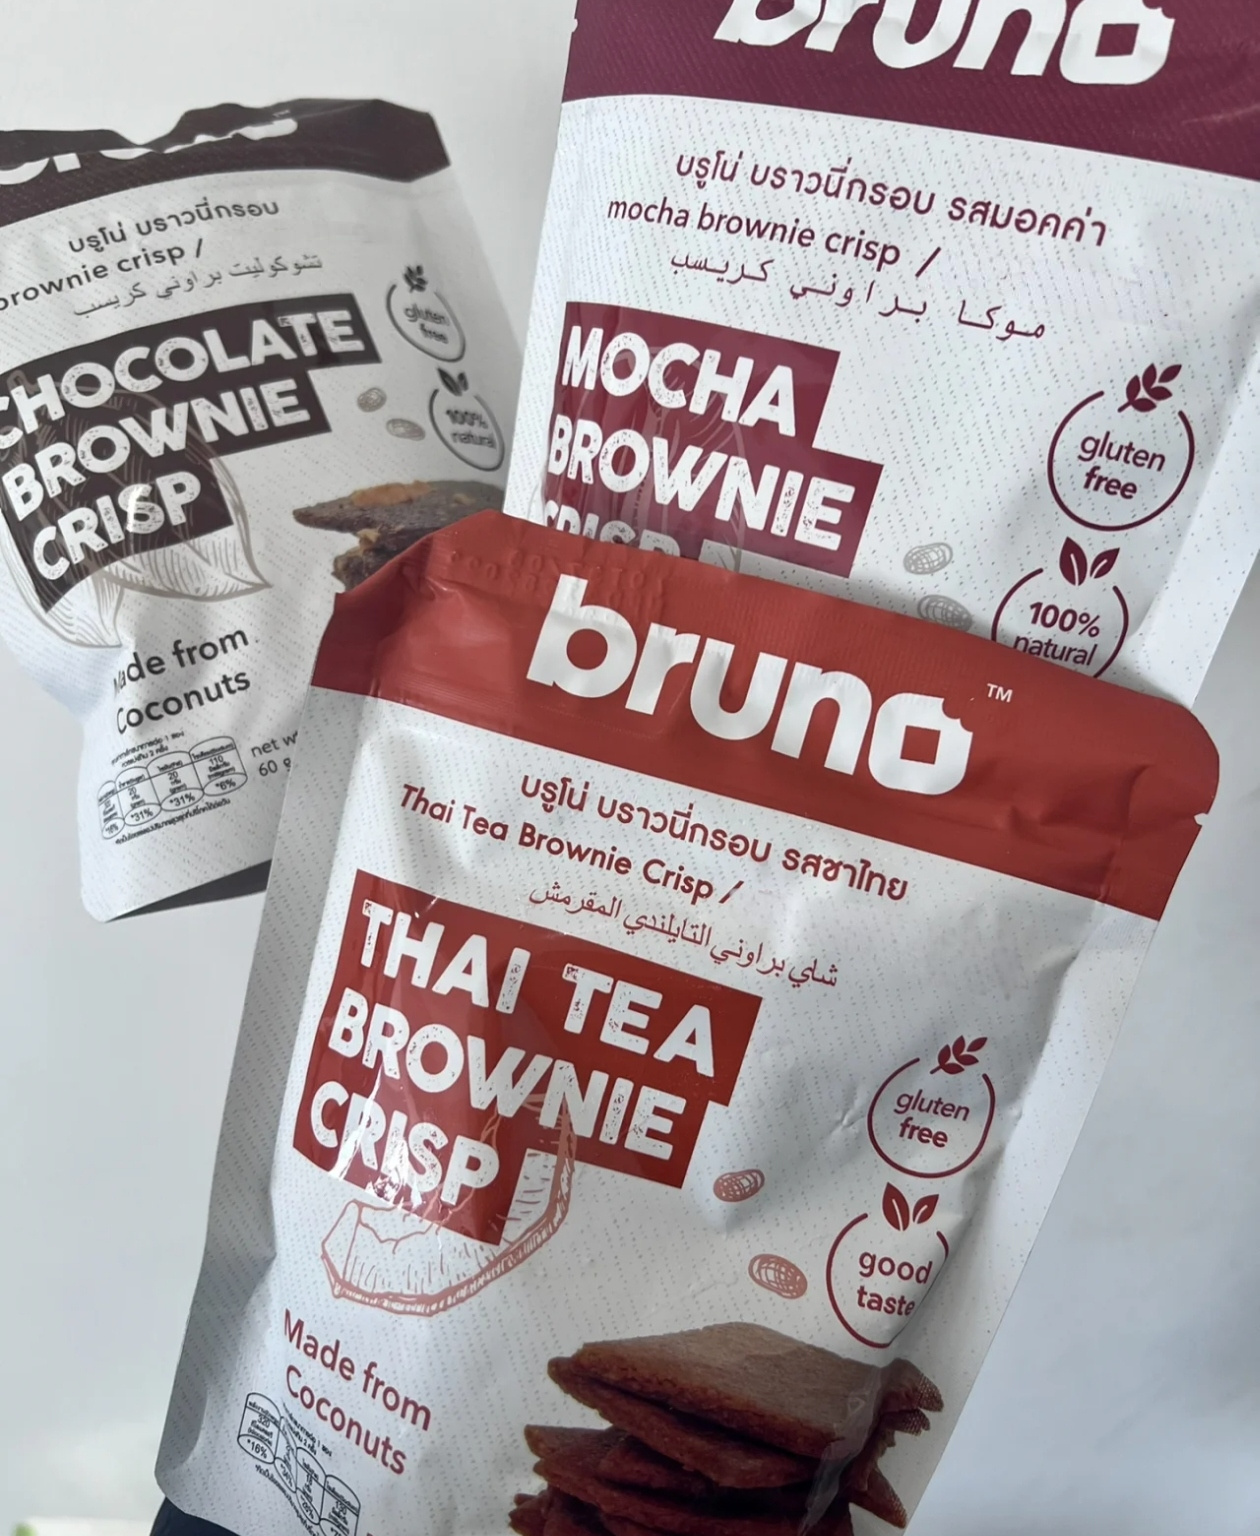 บรูโน่ บราวนี่กรอบ
brownie crisp /
تشوكوليت براوني كريسب
CHOCOLATE
BROWNIE
CRISP
gluten
free
100%
natural
Made from
Coconuts
net
60 g
bruno
บรูโน่ บราวนี่กรอบ รสมอคค่า
mocha brownie crisp /
موكا براوني كريسب
MOCHA
BROWNIE
CRISP
gluten
free
100%
natural
bruno™
บรูโน่ บราวนี่กรอบ รสชาไทย
Thai Tea Brownie Crisp /
شاي براوني التايلندي المقرمش
THAI TEA
BROWNIE
CRISP
gluten
free
good
taste
Made from
Coconuts